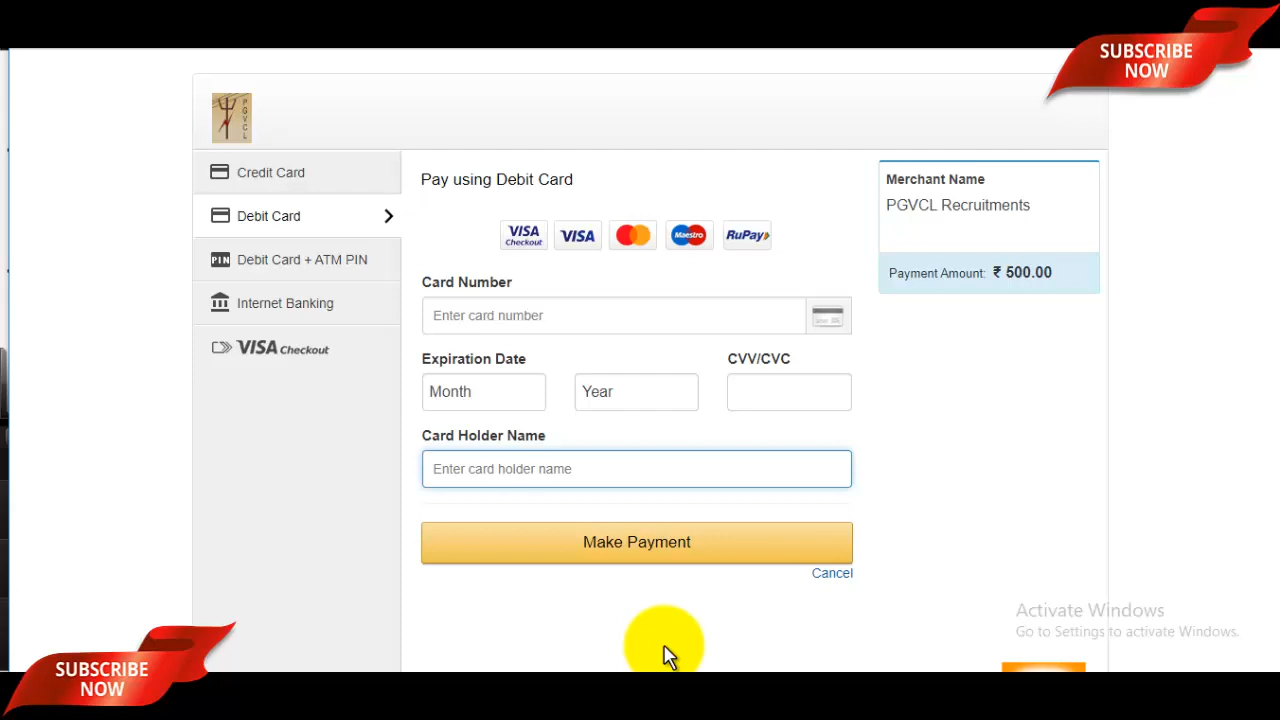 SUBSCRIBE
NOW
PGVCL
Credit Card
Debit Card
PIN Debit Card + ATM PIN
Internet Banking
VISA Checkout
Pay using Debit Card
VISA Checkout VISA Maestro RuPay
Card Number
Enter card number
Expiration Date CVV/CVC
Month Year
Card Holder Name
Enter card holder name
Make Payment
Cancel
Merchant Name
PGVCL Recruitments
Payment Amount: ₹ 500.00
Activate Windows
Go to Settings to activate Windows.
SUBSCRIBE
NOW